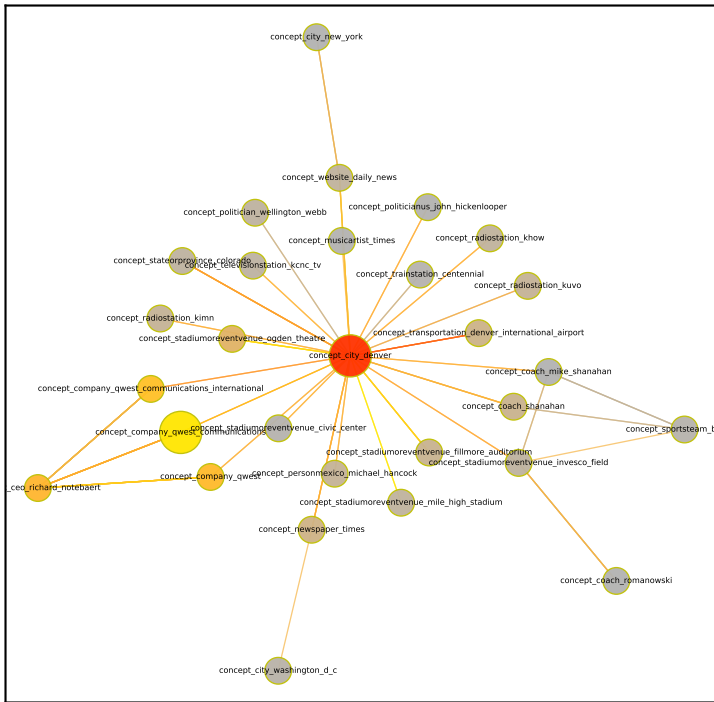 concept_city_new_york
concept_website_daily_news
concept_politician_wellington_webb
concept_politicianus_john_hickenlooper
concept_musicartist_times
concept_radiostation_khow
concept_stateorprovince_colorado
concept_televisionstation_kcnc_tv
concept_trainstation_centennial
concept_radiostation_kuvo
concept_radiostation_kimn
concept_stadiumoreventvenue_ogden_theatre
concept_transportation_denver_international_airport
concept_city_denver
concept_coach_mike_shanahan
concept_company_qwest_communications_international
concept_coach_shanahan
concept_stadiumoreventvenue_civic_center
concept_company_qwest_communications
concept_sportsteam_b
concept_stadiumoreventvenue_fillmore_auditorium
concept_stadiumoreventvenue_invesco_field
concept_personmexico_michael_hancock
concept_company_qwest
_ceo_richard_notebaert
concept_stadiumoreventvenue_mile_high_stadium
concept_newspaper_times
concept_coach_romanowski
concept_city_washington_d_c